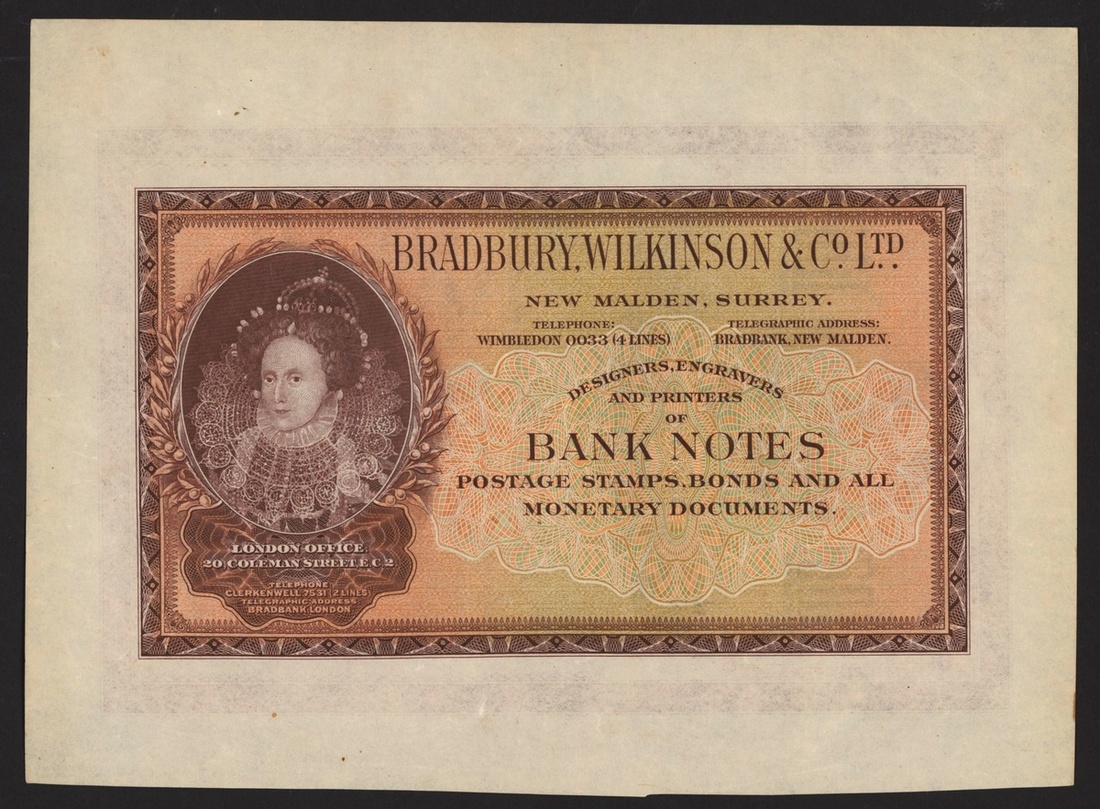 BRADBURY, WILKINSON & Cº. LTD.
NEW MALDEN, SURREY.
TELEPHONE:
WIMBLEDON 0033 (4 LINES)
TELEGRAPHIC ADDRESS:
BRADBANK, NEW MALDEN.
DESIGNERS, ENGRAVERS
AND PRINTERS
OF
BANK NOTES
POSTAGE STAMPS, BONDS AND ALL
MONETARY DOCUMENTS.
LONDON OFFICE.
20, COLEMAN STREET, E.C.2
TELEPHONE
CLERKENWELL 7531 (2 LINES)
TELEGRAPHIC ADDRESS
BRADBANK, LONDON